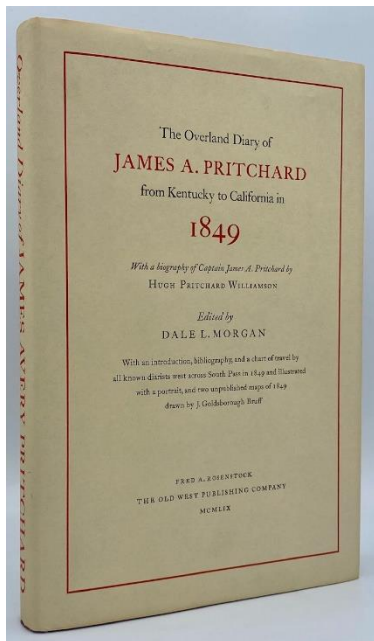 The Overland Diary of
JAMES A. PRITCHARD
from Kentucky to California in
1849
With a biography of Captain James A. Pritchard by
HUGH PRITCHARD WILLIAMSON
Edited by
DALE L. MORGAN
With an introduction, bibliography, and a chart of travel by
all known diarists west across South Pass in 1849 and illustrated
with a portrait, and two unpublished maps of 1849
drawn by J. Goldsborough Bruff
FRED A. ROSENSTOCK
THE OLD WEST PUBLISHING COMPANY
MCMLIX
Overland Diary of JAMES AVERY PRITCHARD